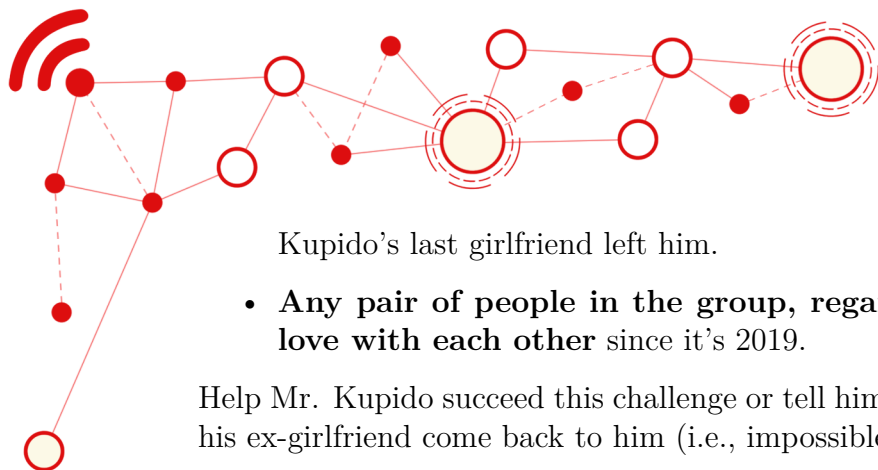 Kupido's last girlfriend left him.
• Any pair of people in the group,
love with each other since it's 2019.
Help Mr. Kupido succeed this challenge or tell him
his ex-girlfriend come back to him (i.e., impossible